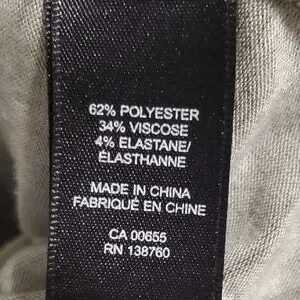 62% POLYESTER
34% VISCOSE
4% ELASTANE/
ÉLASTHANNE
MADE IN CHINA
FABRIQUÉ EN CHINE
CA 00655
RN 138760